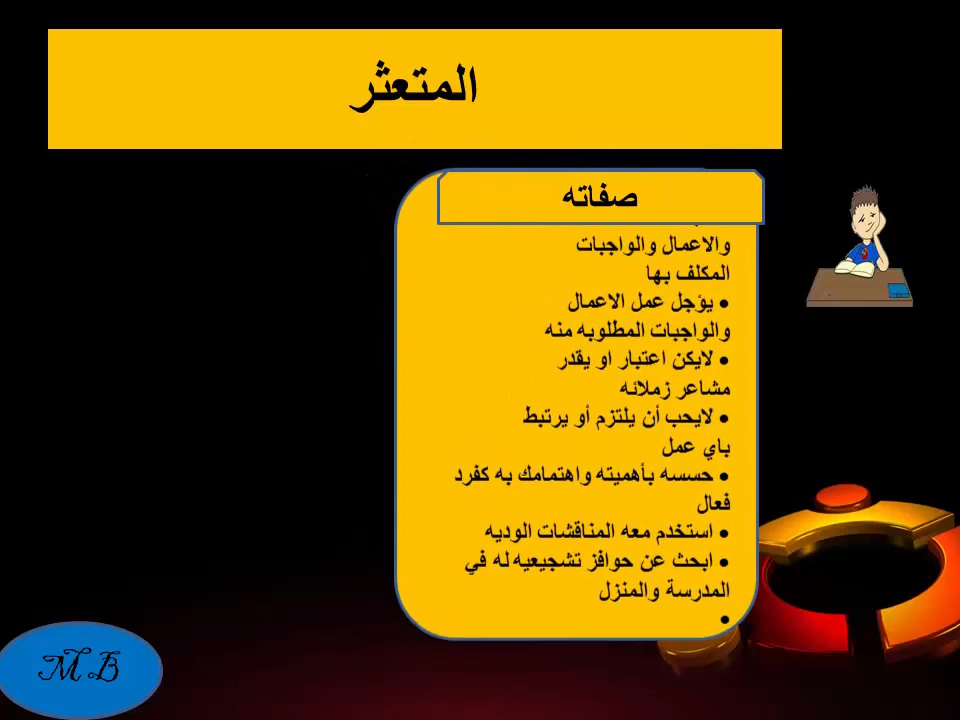 المتعثر
صفاته
والاعمال والواجبات
المكلف بها
• يؤجل عمل الاعمال
والواجبات المطلوبه منه
• لايكن اعتبار او يقدر
مشاعر زملائه
• لايحب أن يلتزم أو يرتبط
باي عمل
• حسسه بأهميته واهتمامك به كفرد
فعال
• استخدم معه المناقشات الوديه
• ابحث عن حوافز تشجيعيه له في
المدرسة والمنزل
•
M B